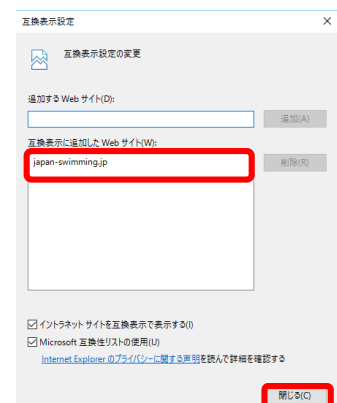 互換表示設定
互換表示設定の変更
追加する Web サイト(D):
追加(A)
互換表示に追加した Web サイト(W):
japan-swimming.jp
削除(R)
イントラネット サイトを互換表示で表示する(I)
Microsoft 互換性リストの使用(U)
Internet Explorer のプライバシーに関する声明を読んで詳細を確認する
閉じる(C)